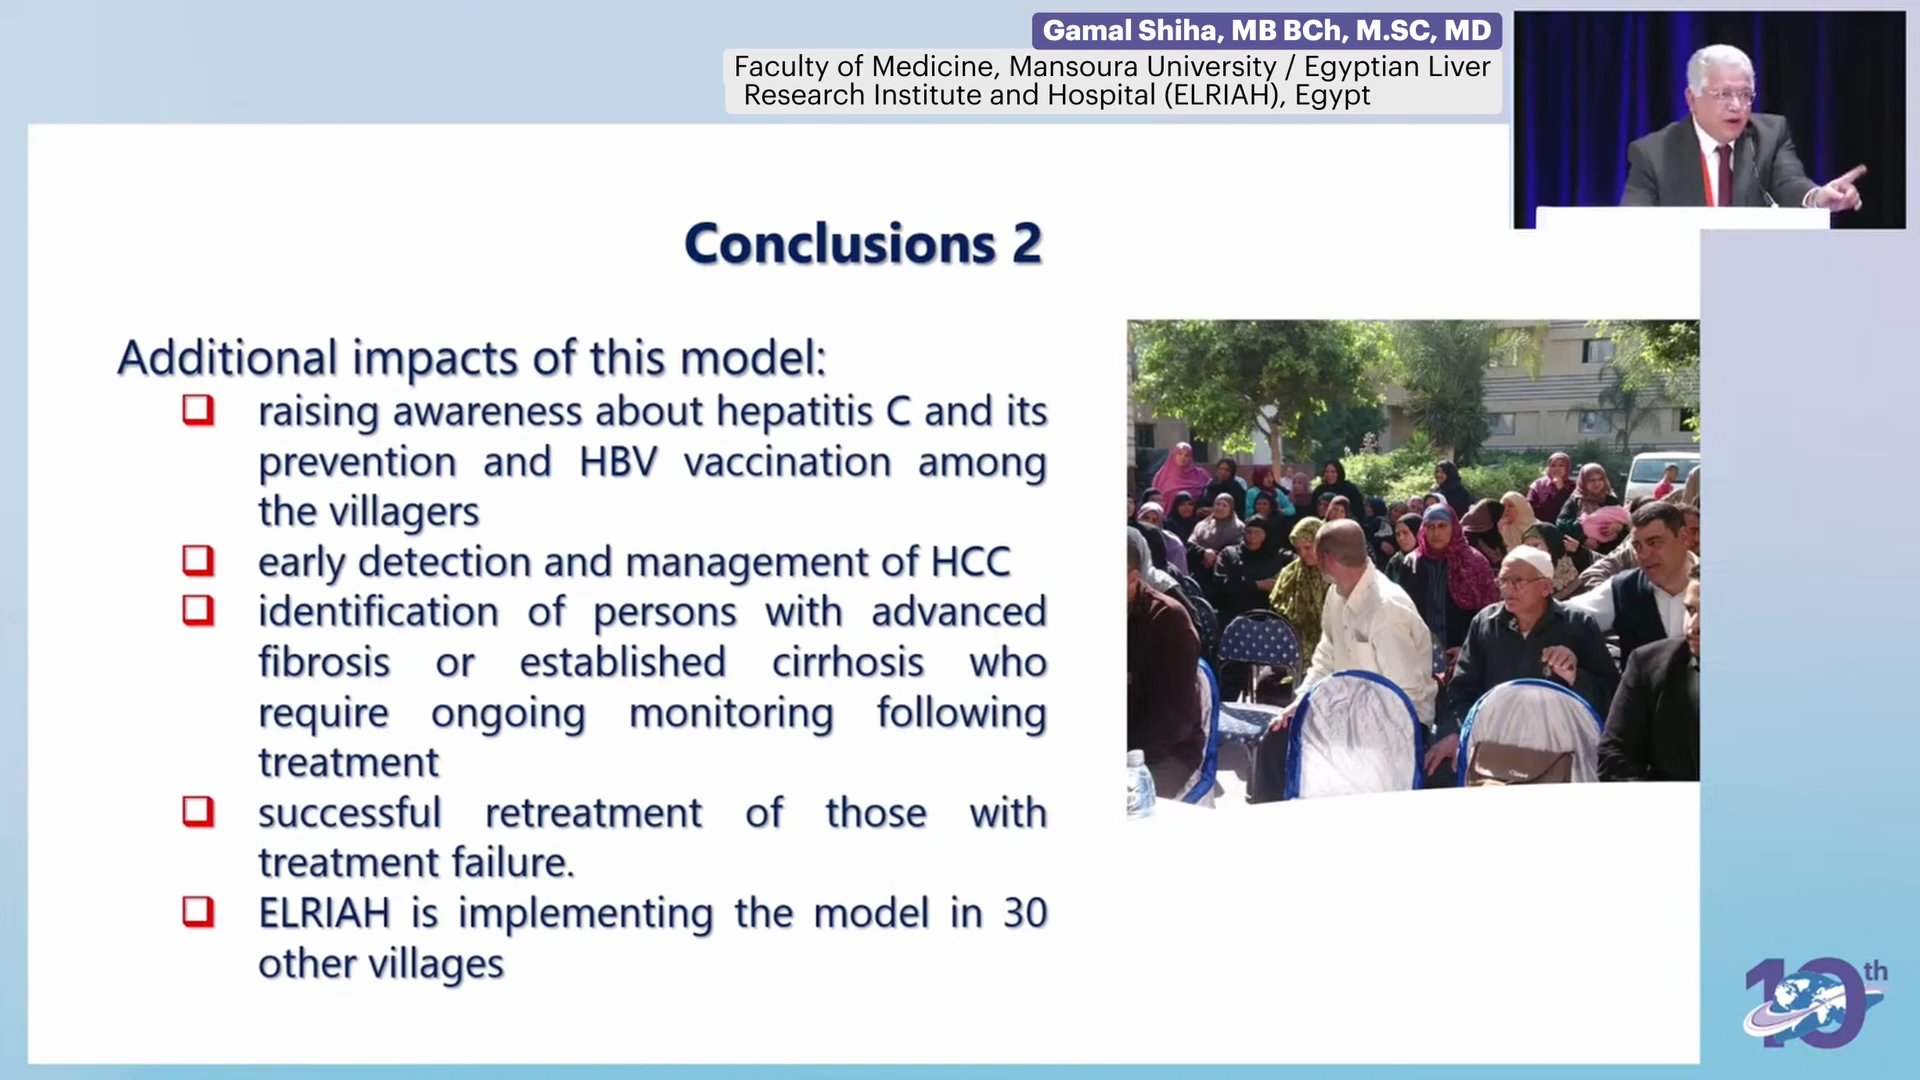 Gamal Shiha, MB BCh, M.SC, MD
Faculty of Medicine, Mansoura University / Egyptian Liver
Research Institute and Hospital (ELRIAH), Egypt
Conclusions 2
Additional impacts of this model:
raising awareness about hepatitis C and its
prevention and HBV vaccination among
the villagers
early detection and management of HCC
identification of persons with advanced
fibrosis or established cirrhosis who
require ongoing monitoring following
treatment
successful retreatment of those with
treatment failure.
ELRIAH is implementing the model in 30
other villages
10th